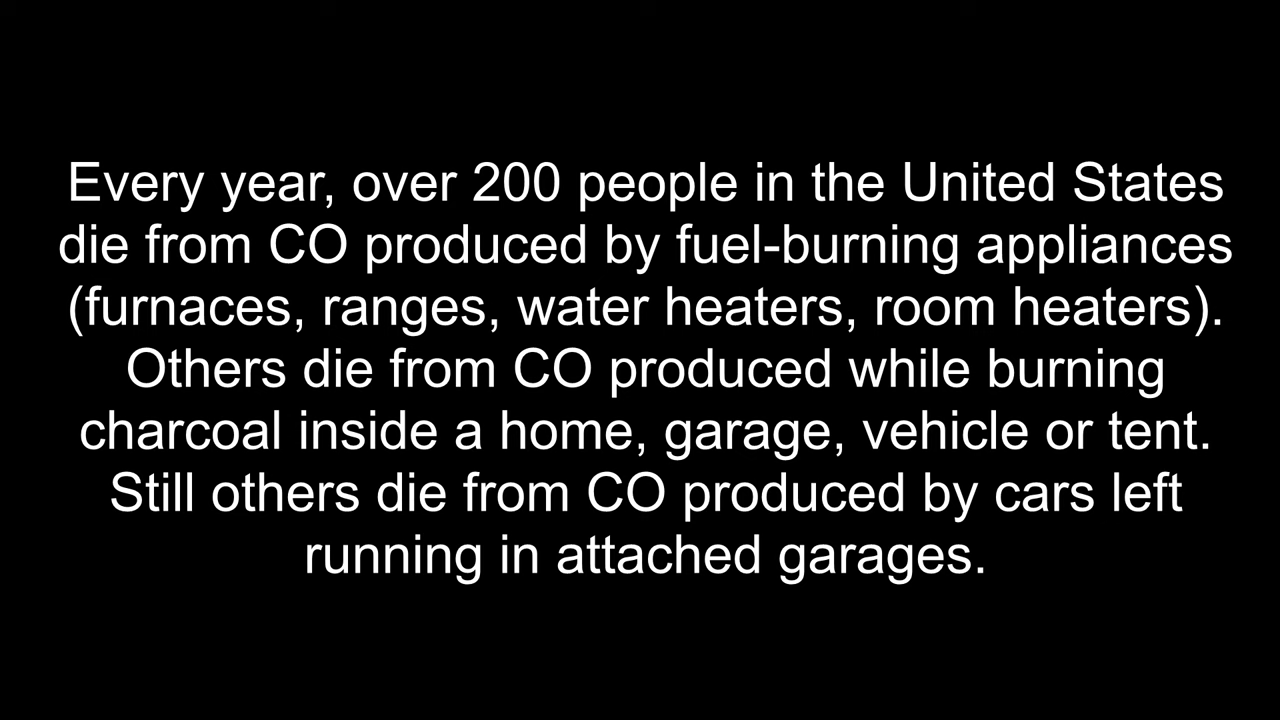 Every year, over 200 people in the United States
die from CO produced by fuel-burning appliances
(furnaces, ranges, water heaters, room heaters).
Others die from CO produced while burning
charcoal inside a home, garage, vehicle or tent.
Still others die from CO produced by cars left
running in attached garages.